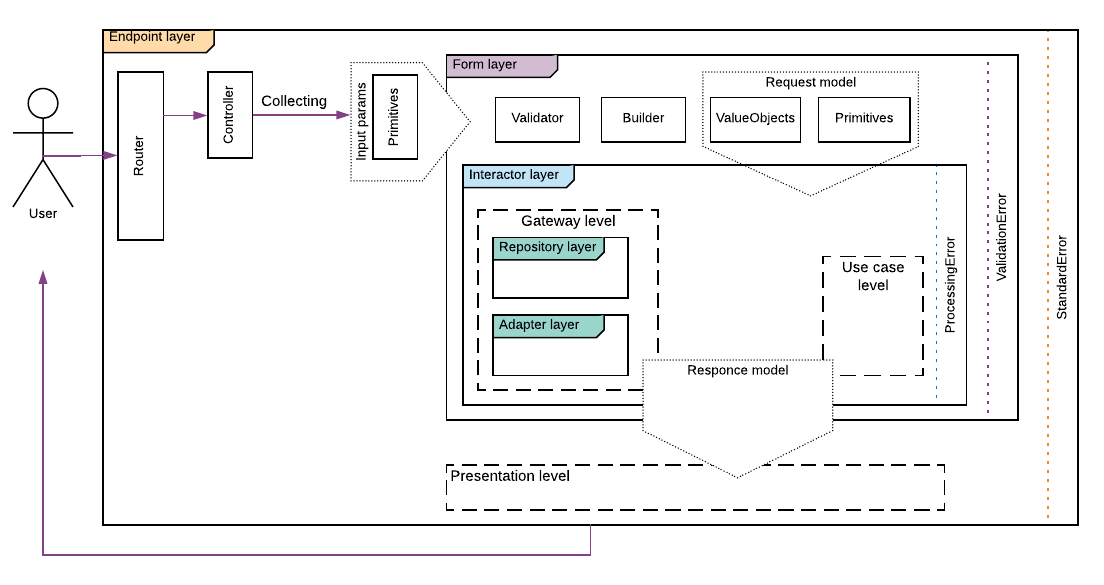 Endpoint layer
User
Router
Controller
Collecting
Input params
Primitives
Form layer
Validator
Builder
Request model
ValueObjects
Primitives
Interactor layer
Gateway level
Repository layer
Adapter layer
Use case
level
ProcessingError
ValidationError
StandardError
Responce model
Presentation level